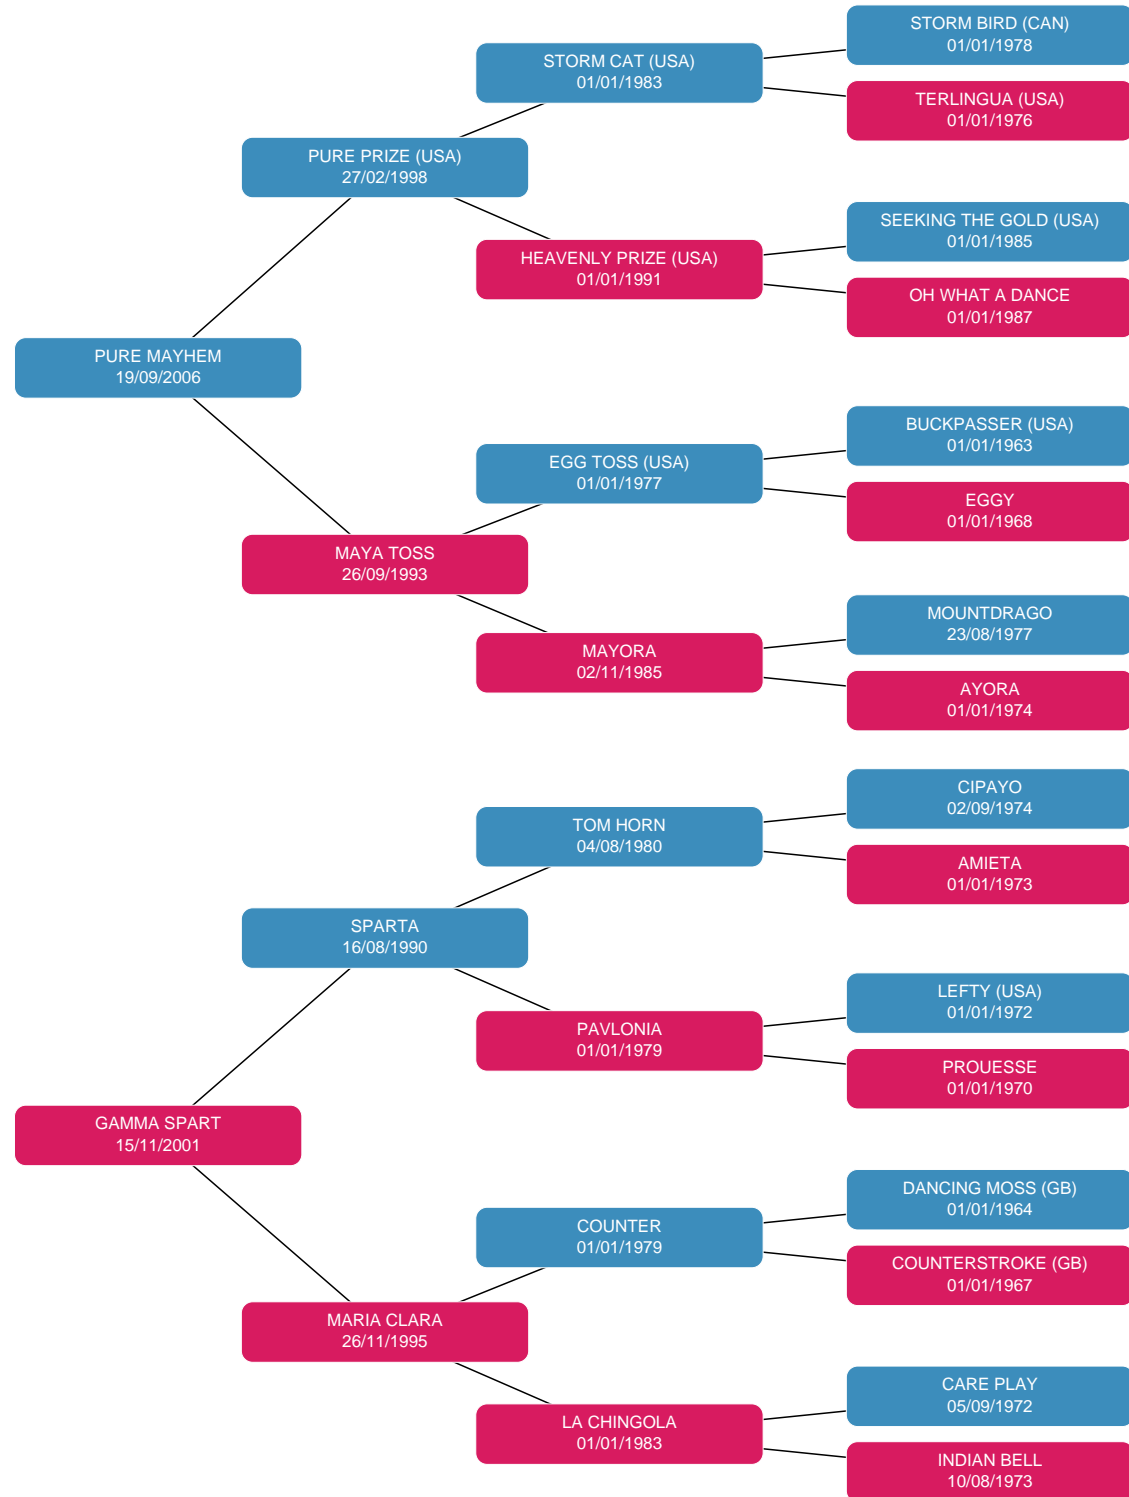 STORM BIRD (CAN)
01/01/1978
STORM CAT (USA)
01/01/1983
TERLINGUA (USA)
01/01/1976
PURE PRIZE (USA)
27/02/1998
SEEKING THE GOLD (USA)
01/01/1985
HEAVENLY PRIZE (USA)
01/01/1991
OH WHAT A DANCE
01/01/1987
PURE MAYHEM
19/09/2006
BUCKPASSER (USA)
01/01/1963
EGG TOSS (USA)
01/01/1977
EGGY
01/01/1968
MAYA TOSS
26/09/1993
MOUNTDRAGO
23/08/1977
MAYORA
02/11/1985
AYORA
01/01/1974
CIPAYO
02/09/1974
TOM HORN
04/08/1980
AMIETA
01/01/1973
SPARTA
16/08/1990
LEFTY (USA)
01/01/1972
PAVLONIA
01/01/1979
PROUESSE
01/01/1970
GAMMA SPART
15/11/2001
DANCING MOSS (GB)
01/01/1964
COUNTER
01/01/1979
COUNTERSTROKE (GB)
01/01/1967
MARIA CLARA
26/11/1995
CARE PLAY
05/09/1972
LA CHINGOLA
01/01/1983
INDIAN BELL
10/08/1973